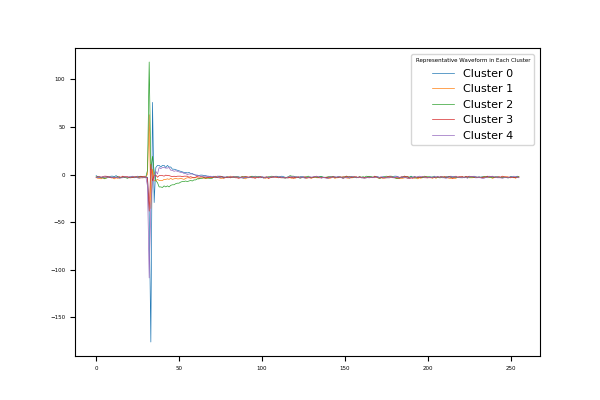 Representative Waveform in Each Cluster
Cluster 0
Cluster 1
Cluster 2
Cluster 3
Cluster 4
100
50
0
−50
−100
−150
0
50
100
150
200
250